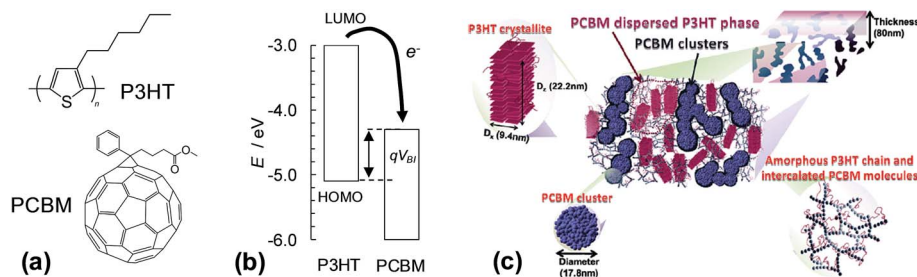 P3HT
S
n
O
O
PCBM
(a)
LUMO
-3.0
e-
-4.0
E / eV
qVBI
-5.0
HOMO
-6.0
P3HT PCBM
(b)
P3HT crystallite
PCBM dispersed P3HT phase
PCBM clusters
Thickness
(80nm)
Dc (22.2nm)
Dx (9.4nm)
Amorphous P3HT chain and
intercalated PCBM molecules
PCBM cluster
Diameter
(17.8nm)
(c)